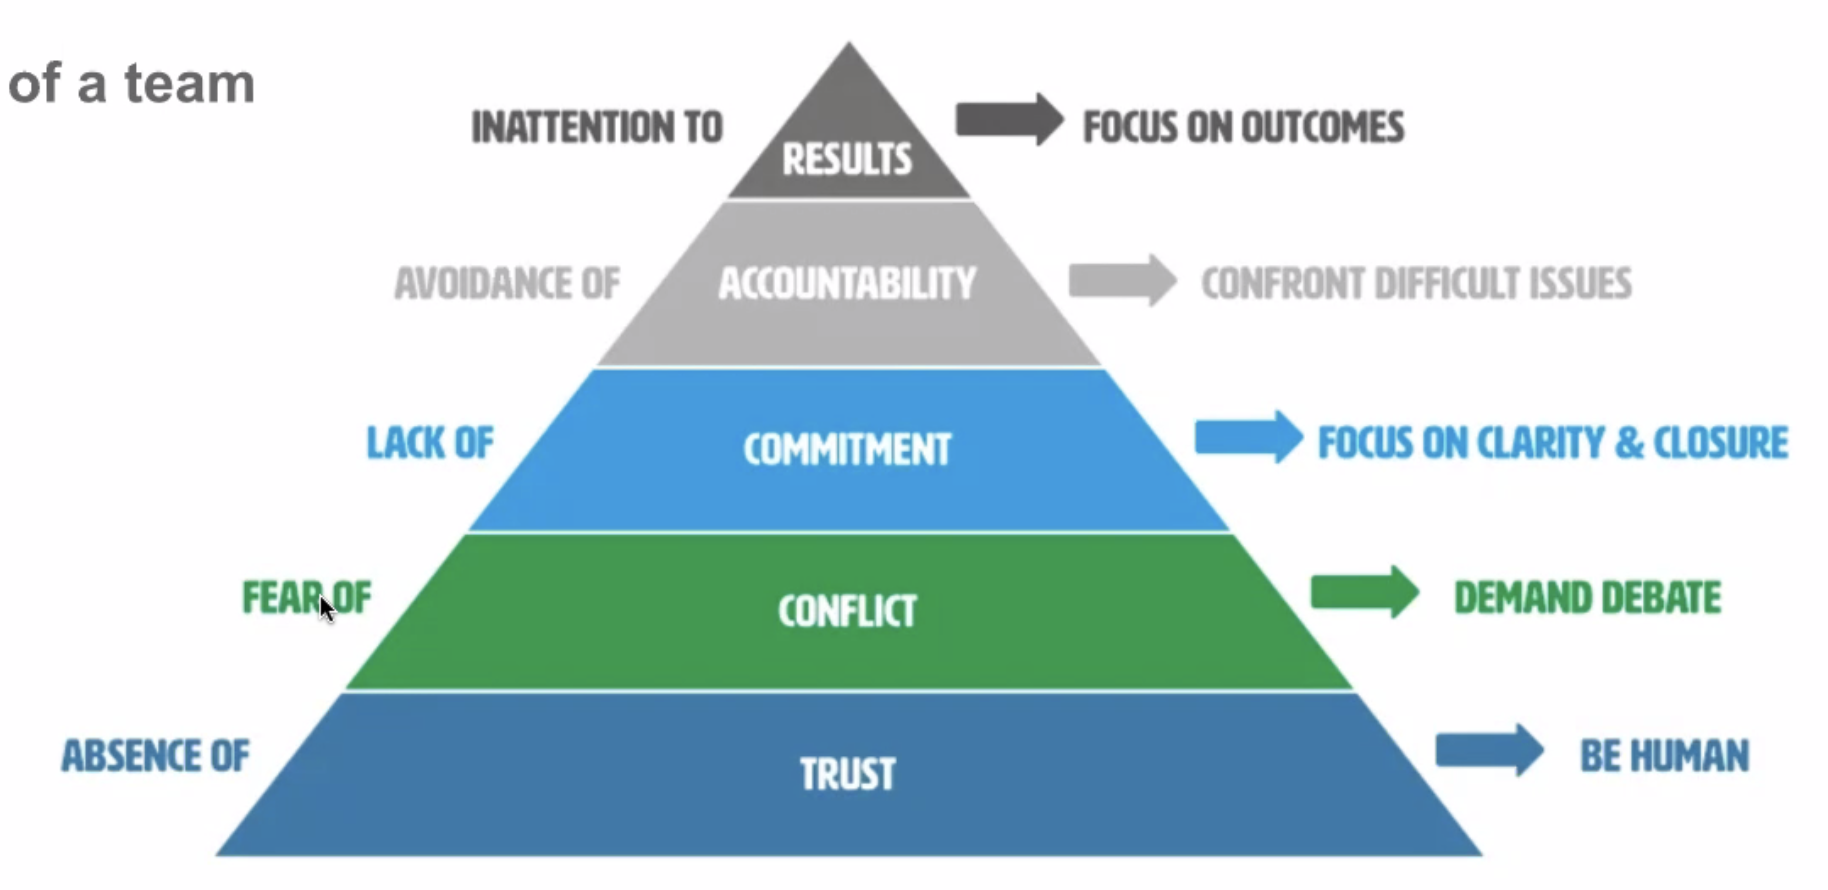 of a team
INATTENTION TO RESULTS FOCUS ON OUTCOMES
AVOIDANCE OF ACCOUNTABILITY CONFRONT DIFFICULT ISSUES
LACK OF COMMITMENT FOCUS ON CLARITY & CLOSURE
FEAR OF CONFLICT DEMAND DEBATE
ABSENCE OF TRUST BE HUMAN